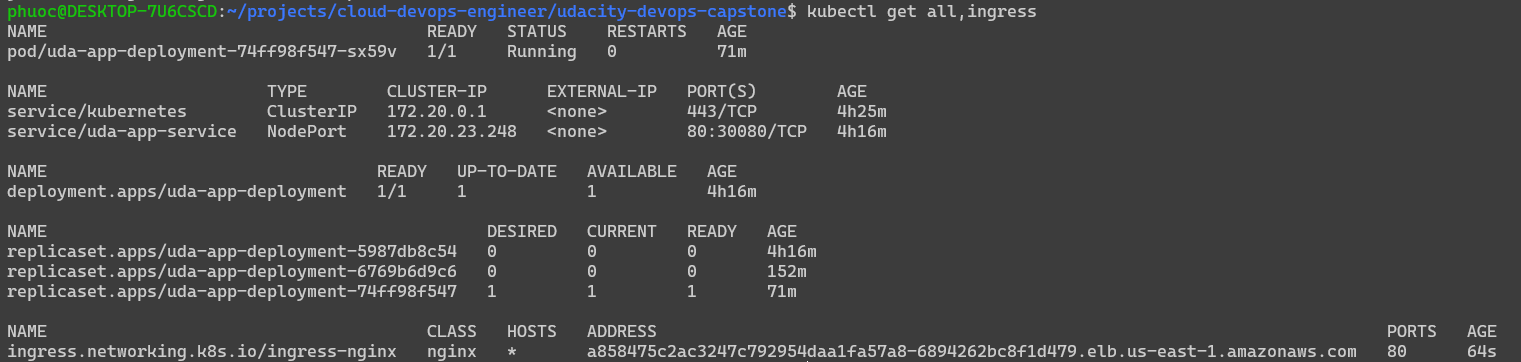 phuoc@DESKTOP-7U6CSCD:~/projects/cloud-devops-engineer/udacity-devops-capstone$ kubectl get all,ingress
NAME READY STATUS RESTARTS AGE
pod/uda-app-deployment-74ff98f547-sx59v 1/1 Running 0 71m
NAME TYPE CLUSTER-IP EXTERNAL-IP PORT(S) AGE
service/kubernetes ClusterIP 172.20.0.1 <none> 443/TCP 4h25m
service/uda-app-service NodePort 172.20.23.248 <none> 80:30080/TCP 4h16m
NAME READY UP-TO-DATE AVAILABLE AGE
deployment.apps/uda-app-deployment 1/1 1 1 4h16m
NAME DESIRED CURRENT READY AGE
replicaset.apps/uda-app-deployment-5987db8c54 0 0 0 4h16m
replicaset.apps/uda-app-deployment-6769b6d9c6 0 0 0 152m
replicaset.apps/uda-app-deployment-74ff98f547 1 1 1 71m
NAME CLASS HOSTS ADDRESS PORTS AGE
ingress.networking.k8s.io/ingress-nginx nginx * a858475c2ac3247c792954daa1fa57a8-6894262bc8f1d479.elb.us-east-1.amazonaws.com 80 64s